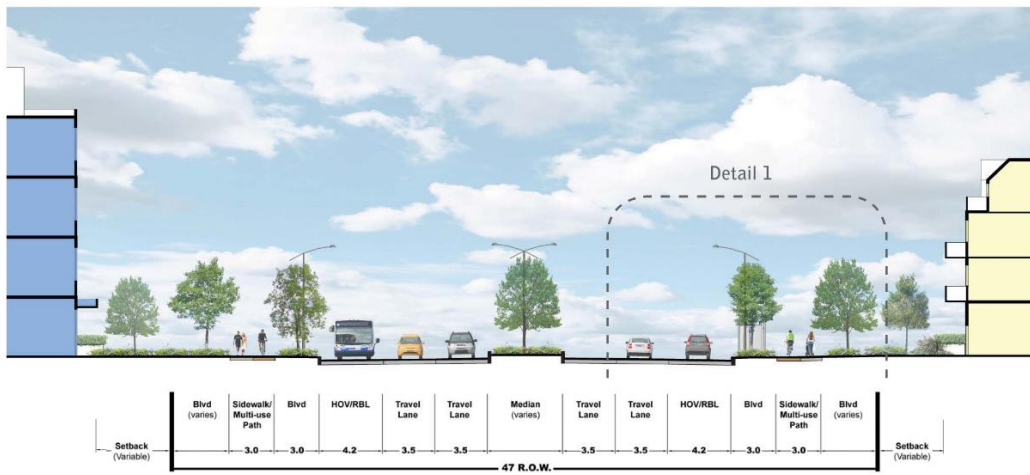 Detail 1
Blvd Sidewalk/ Blvd HOV/RBL Travel Travel Median Travel Travel HOV/RBL Blvd Sidewalk/ Blvd
(varies) Multi-use Lane Lane (varies) Lane Lane Multi-use (varies)
Path Path
Setback 3.0 3.0 4.2 3.5 3.5 3.5 3.5 4.2 3.0 3.0 Setback
(Variable) (Variable)
47 R.O.W.